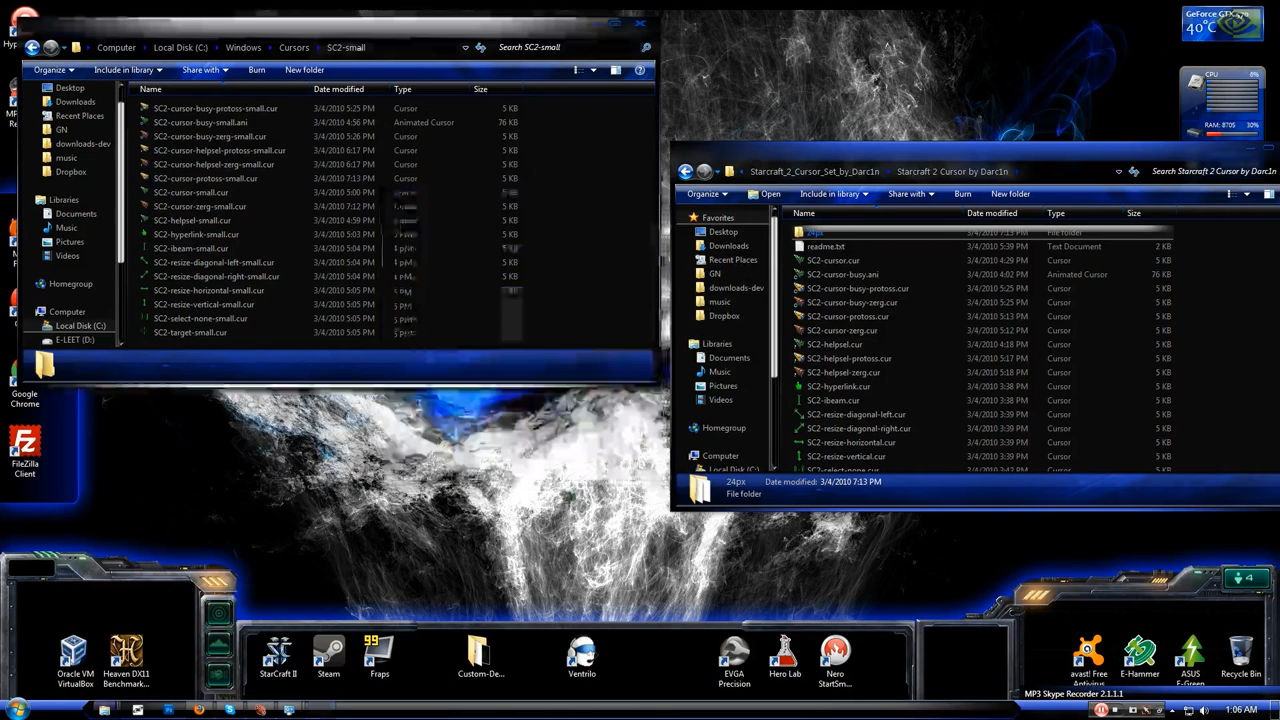 Computer Local Disk (C:) Windows Cursors SC2-small Search SC2-small
Organize Include in library Share with Burn New folder
Name Date modified Type Size
Desktop
Downloads
Recent Places
GN
downloads-dev
music
Dropbox
Libraries
Documents
Music
Pictures
Videos
Homegroup
Computer
Local Disk (C:)
E-LEET (D:)
SC2-cursor-busy-protoss-small.cur 3/4/2010 5:25 PM Cursor 5 KB
SC2-cursor-busy-small.ani 3/4/2010 4:56 PM Animated Cursor 76 KB
SC2-cursor-busy-zerg-small.cur 3/4/2010 5:26 PM Cursor 5 KB
SC2-cursor-helpsel-protoss-small.cur 3/4/2010 6:17 PM Cursor 5 KB
SC2-cursor-helpsel-zerg-small.cur 3/4/2010 6:17 PM Cursor 5 KB
SC2-cursor-protoss-small.cur 3/4/2010 7:13 PM Cursor 5 KB
SC2-cursor-small.cur 3/4/2010 5:00 PM
SC2-cursor-zerg-small.cur 3/4/2010 7:12 PM 5 KB
SC2-helpsel-small.cur 3/4/2010 4:59 PM 5 KB
SC2-hyperlink-small.cur 3/4/2010 5:03 PM 5 KB
SC2-ibeam-small.cur 3/4/2010 5:04 PM
SC2-resize-diagonal-left-small.cur 3/4/2010 5:04 PM 5 KB
SC2-resize-diagonal-right-small.cur 3/4/2010 5:04 PM 5 KB
SC2-resize-horizontal-small.cur 3/4/2010 5:05 PM
SC2-resize-vertical-small.cur 3/4/2010 5:05 PM
SC2-select-none-small.cur 3/4/2010 5:05 PM
SC2-target-small.cur 3/4/2010 5:05 PM
Starcraft_2_Cursor_Set_by_Darc1n Starcraft 2 Cursor by Darc1n Search Starcraft 2 Cursor by Darc1n
Organize Open Include in library Share with Burn New folder
Name Date modified Type Size
Favorites
Desktop
Downloads
Recent Places
GN
downloads-dev
music
Dropbox
Libraries
Documents
Music
Pictures
Videos
Homegroup
Computer
Local Disk (C:)
24px 3/4/2010 7:13 PM File folder
readme.txt 3/4/2010 5:39 PM Text Document 2 KB
SC2-cursor.cur 3/4/2010 4:29 PM Cursor 5 KB
SC2-cursor-busy.ani 3/4/2010 4:02 PM Animated Cursor 76 KB
SC2-cursor-busy-protoss.cur 3/4/2010 5:25 PM Cursor 5 KB
SC2-cursor-busy-zerg.cur 3/4/2010 5:25 PM Cursor 5 KB
SC2-cursor-protoss.cur 3/4/2010 5:13 PM Cursor 5 KB
SC2-cursor-zerg.cur 3/4/2010 5:12 PM Cursor 5 KB
SC2-helpsel.cur 3/4/2010 4:18 PM Cursor 5 KB
SC2-helpsel-protoss.cur 3/4/2010 5:17 PM Cursor 5 KB
SC2-helpsel-zerg.cur 3/4/2010 5:18 PM Cursor 5 KB
SC2-hyperlink.cur 3/4/2010 3:38 PM Cursor 5 KB
SC2-ibeam.cur 3/4/2010 3:38 PM Cursor 5 KB
SC2-resize-diagonal-left.cur 3/4/2010 3:39 PM Cursor 5 KB
SC2-resize-diagonal-right.cur 3/4/2010 3:39 PM Cursor 5 KB
SC2-resize-horizontal.cur 3/4/2010 3:39 PM Cursor 5 KB
SC2-resize-vertical.cur 3/4/2010 3:39 PM Cursor 5 KB
SC2-select-none.cur 3/4/2010 3:42 PM Cursor 5 KB
24px Date modified: 3/4/2010 7:13 PM
File folder
40°C
CPU 6%
RAM: 8705 30%
Google
Chrome
FileZilla
Client
4
99
Oracle VM
VirtualBox
Heaven DX11
Benchmark...
StarCraft II
Steam
Fraps
Custom-De...
Ventrilo
EVGA
Precision
Hero Lab
Nero
StartSm...
avast! Free
Antivirus
E-Hammer
ASUS
E-Green
Recycle Bin
MP3 Skype Recorder 2.1.1.1
1:06 AM